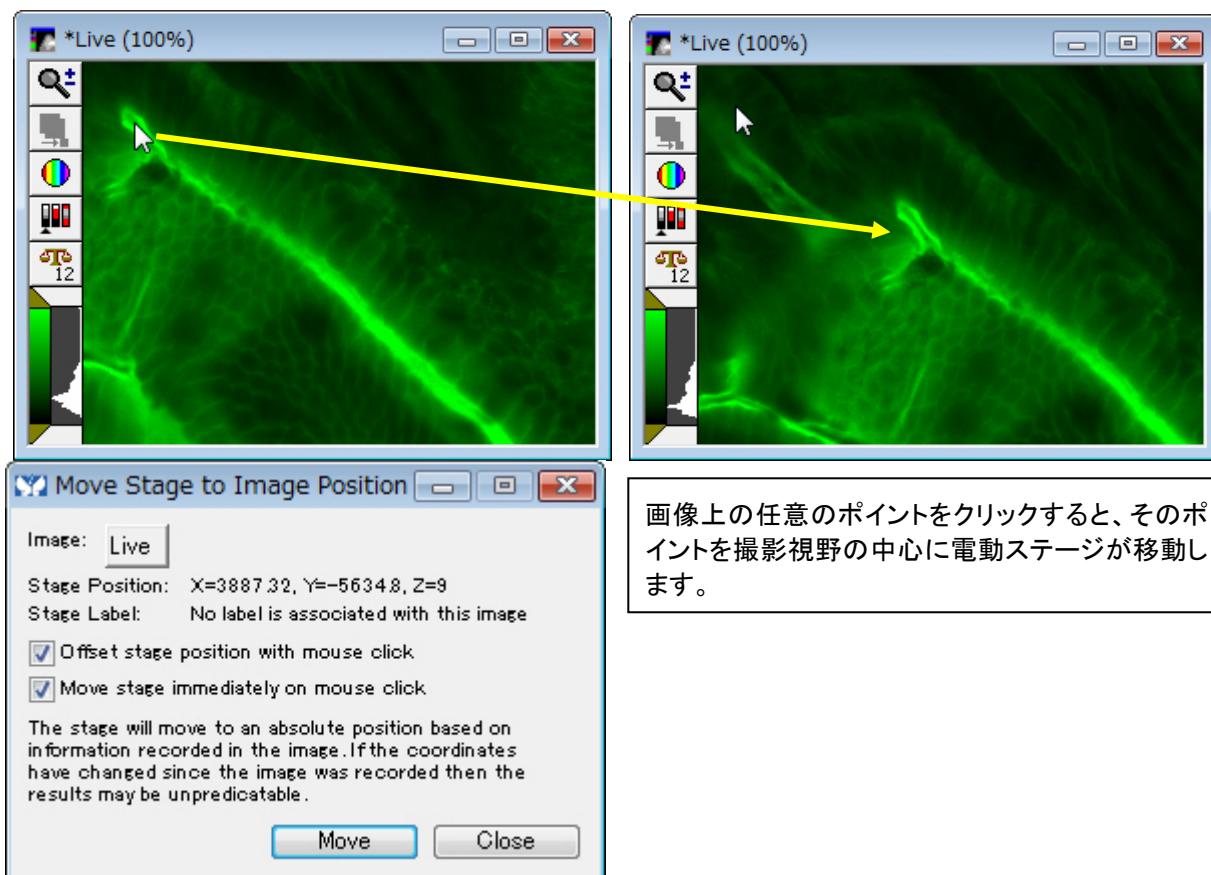 *Live (100%)
12
*Live (100%)
12
Move Stage to Image Position
Image: Live
Stage Position: X=3887.32, Y=-5634.8, Z=9
Stage Label: No label is associated with this image
Offset stage position with mouse click
Move stage immediately on mouse click
The stage will move to an absolute position based on
information recorded in the image. If the coordinates
have changed since the image was recorded then the
results may be unpredicatable.
Move Close
画像上の任意のポイントをクリックすると、そのポ
イントを撮影視野の中心に電動ステージが移動し
ます。